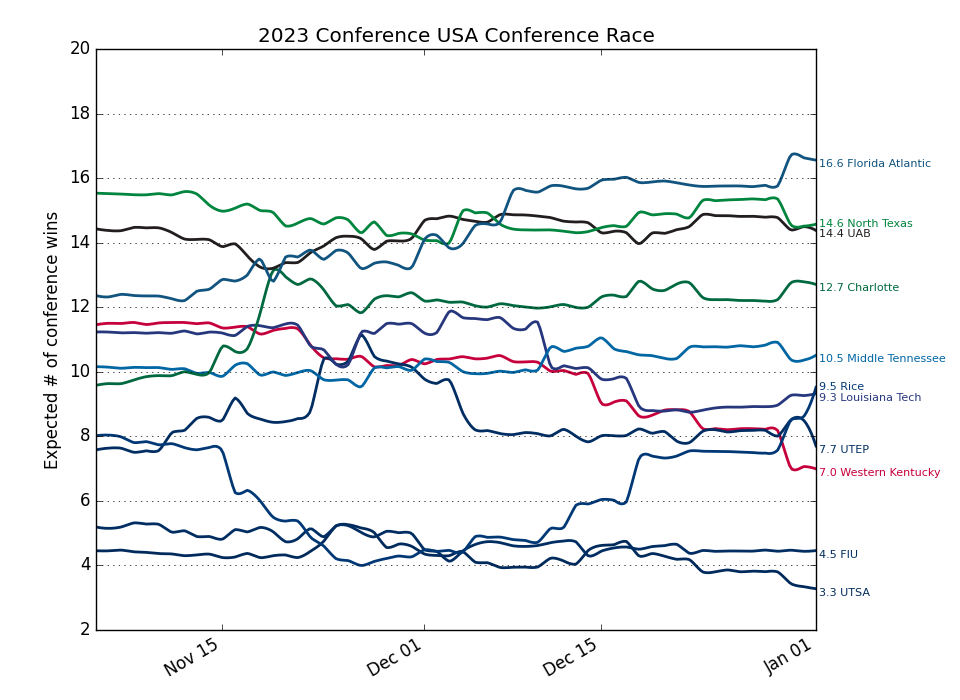 2023 Conference USA Conference Race
Expected # of conference wins
20
18
16
14
12
10
8
6
4
2
Nov 15
Dec 01
Dec 15
Jan 01
16.6 Florida Atlantic
14.6 North Texas
14.4 UAB
12.7 Charlotte
10.5 Middle Tennessee
9.5 Rice
9.3 Louisiana Tech
7.7 UTEP
7.0 Western Kentucky
4.5 FIU
3.3 UTSA